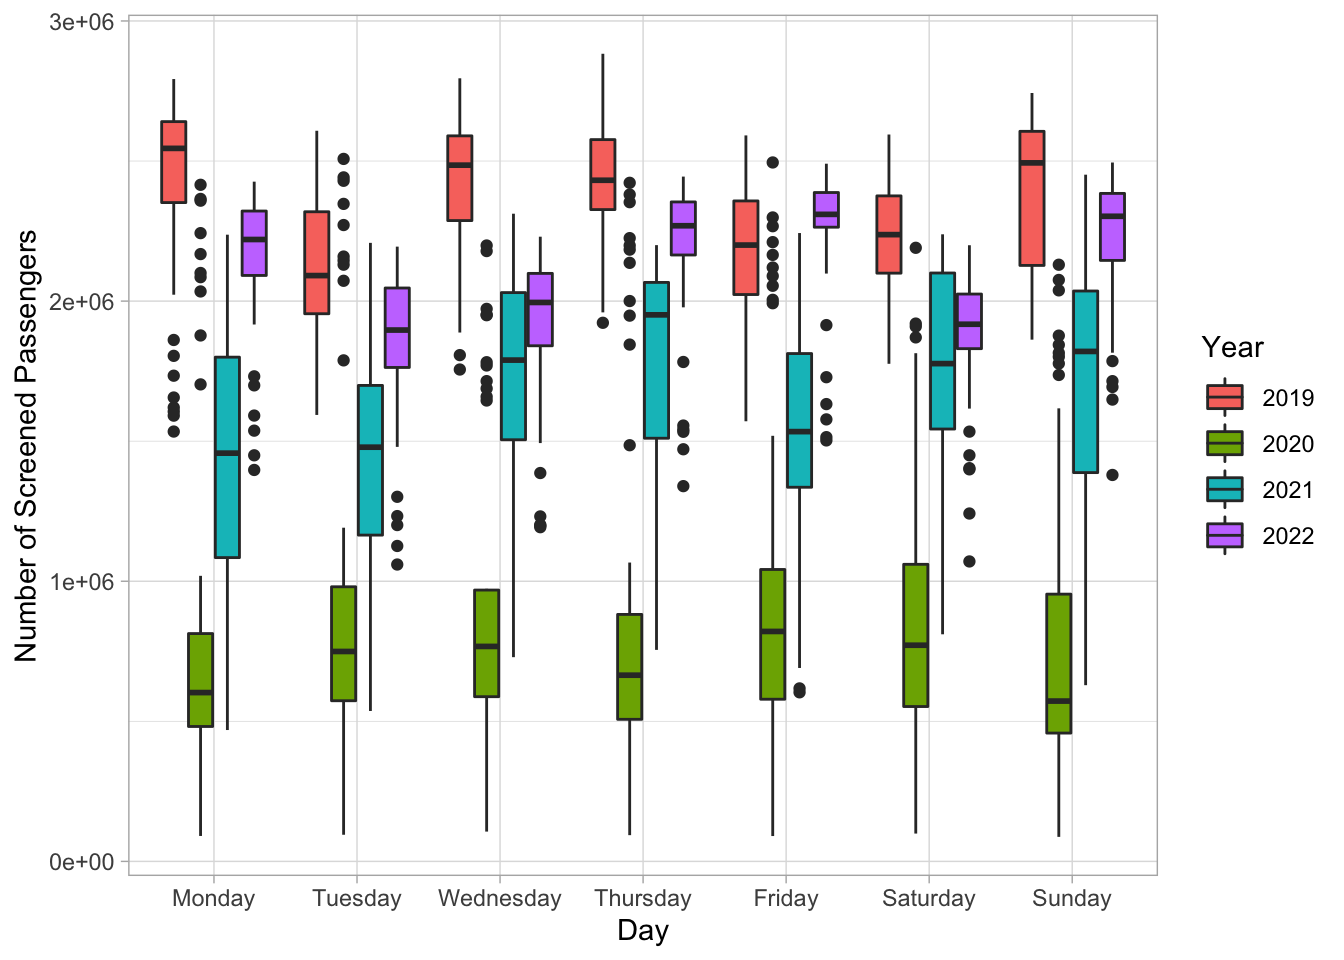 3e+06
2e+06
1e+06
0e+00
Number of Screened Passengers
Monday
Tuesday
Wednesday
Thursday
Friday
Saturday
Sunday
Day
Year
2019
2020
2021
2022